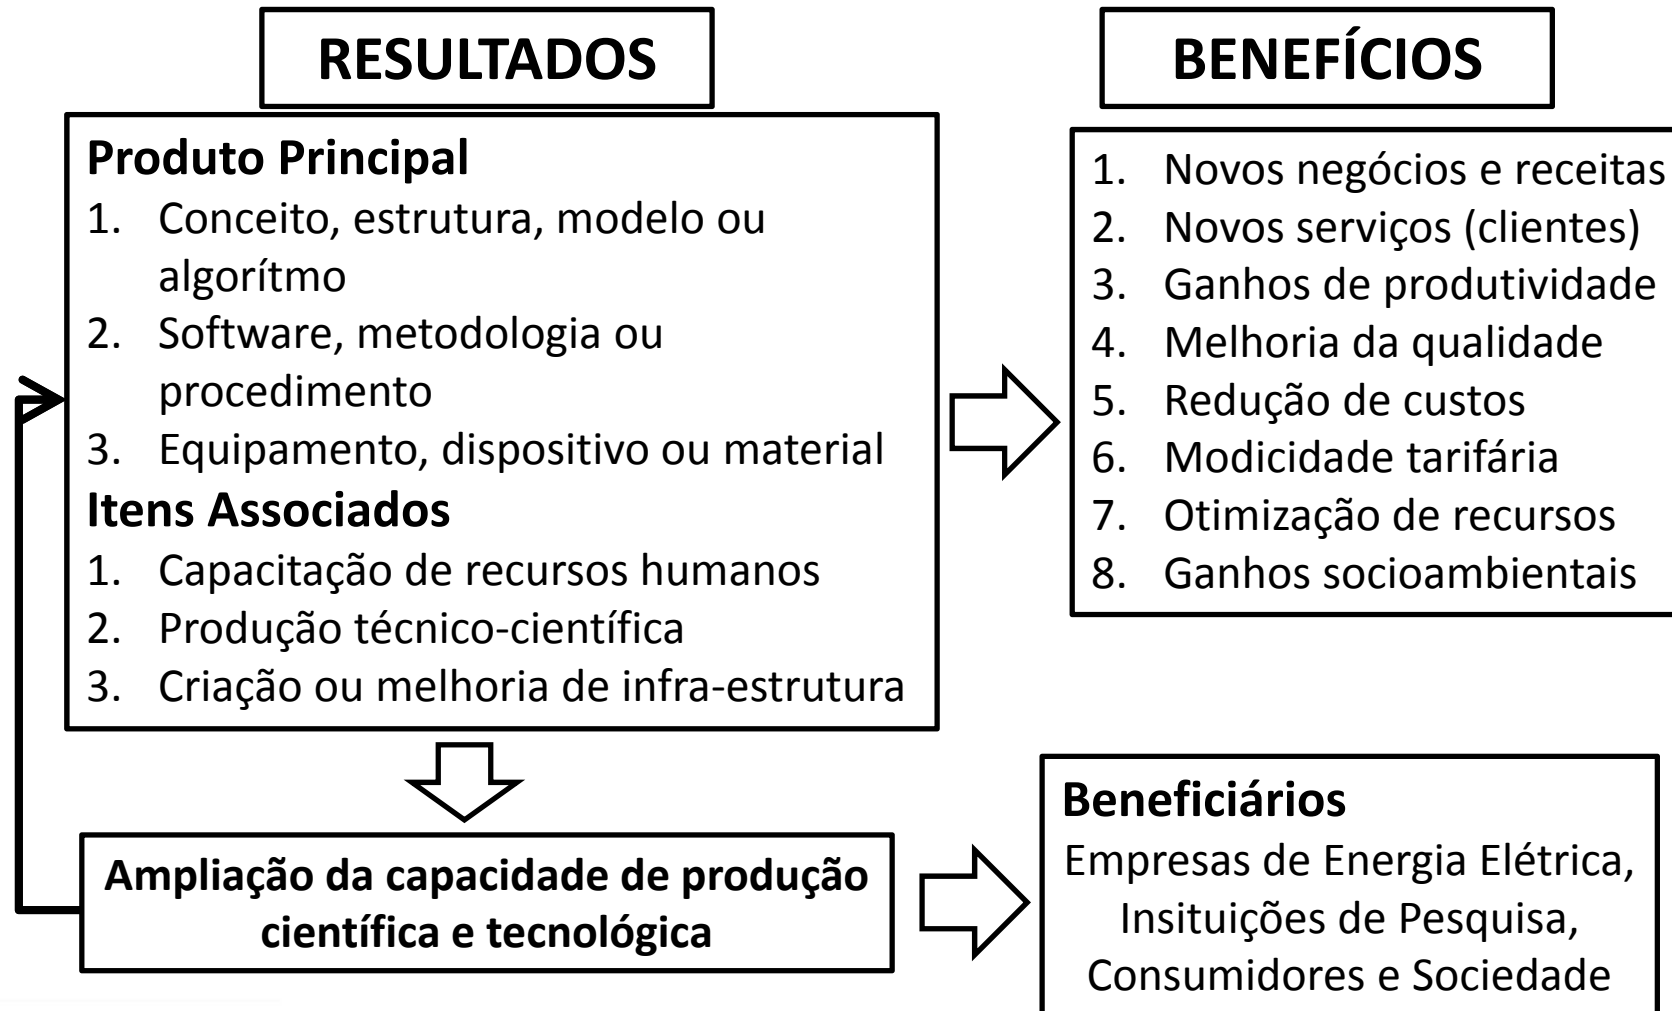 RESULTADOS
Produto Principal
1. Conceito, estrutura, modelo ou
algorítmo
2. Software, metodologia ou
procedimento
3. Equipamento, dispositivo ou material
Itens Associados
1. Capacitação de recursos humanos
2. Produção técnico-científica
3. Criação ou melhoria de infra-estrutura
BENEFÍCIOS
1. Novos negócios e receitas
2. Novos serviços (clientes)
3. Ganhos de produtividade
4. Melhoria da qualidade
5. Redução de custos
6. Modicidade tarifária
7. Otimização de recursos
8. Ganhos socioambientais
Ampliação da capacidade de produção
científica e tecnológica
Beneficiários
Empresas de Energia Elétrica,
Insituições de Pesquisa,
Consumidores e Sociedade